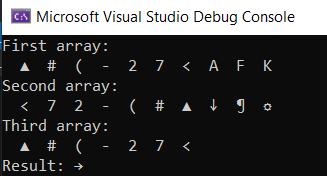 Microsoft Visual Studio Debug Console
First array:
▲ # ( - 2 7 < A F K
Second array:
< 7 2 - ( # ▲ ↓ ¶ ☼
Third array:
▲ # ( - 2 7 <
Result: →